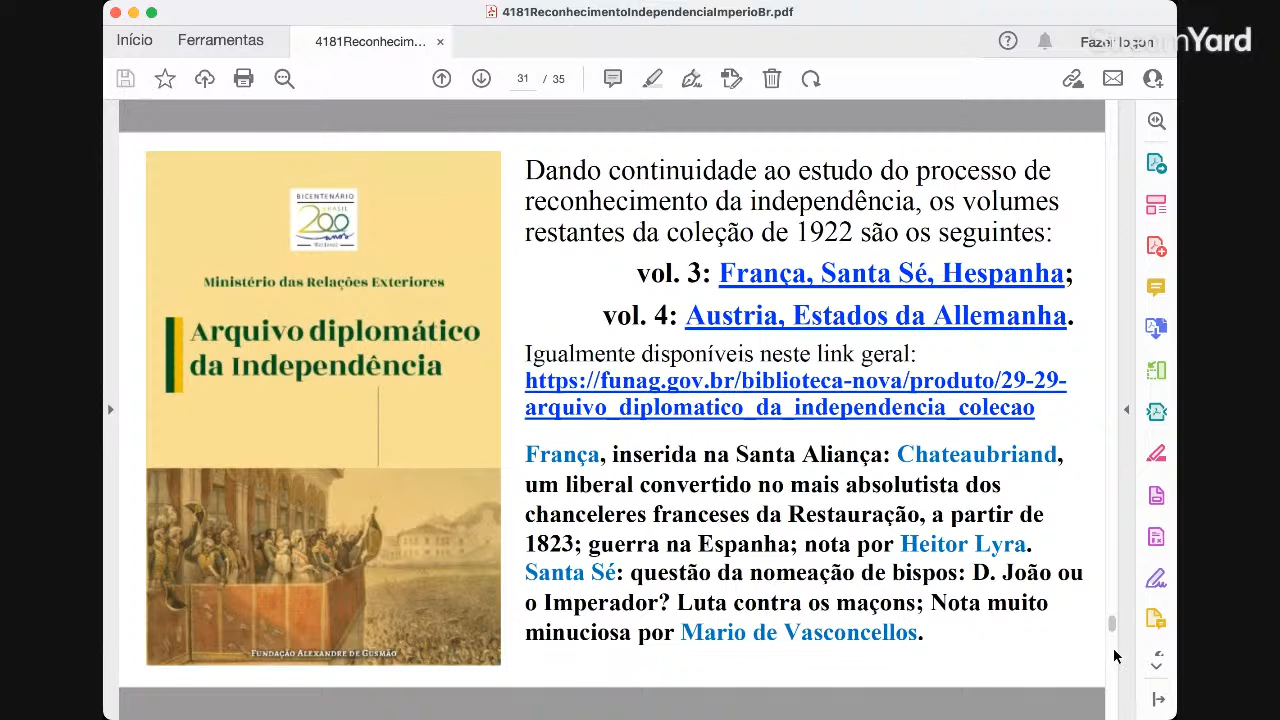 4181ReconhecimentoIndependenciaImperioBr.pdf
Início
Ferramentas
4181Reconhecim...
Fazer logon
Yard
31 / 35
BICENTENÁRIO
BRASIL
200
anos
Ministério das Relações Exteriores
Arquivo diplomático
da Independência
FUNDAÇÃO ALEXANDRE DE GUSMÃO
Dando continuidade ao estudo do processo de
reconhecimento da independência, os volumes
restantes da coleção de 1922 são os seguintes:
vol. 3: França, Santa Sé, Hespanha;
vol. 4: Austria, Estados da Allemanha.
Igualmente disponíveis neste link geral:
https://funag.gov.br/biblioteca-nova/produto/29-29-
arquivo_diplomatico_da_independencia_colecao
França, inserida na Santa Aliança: Chateaubriand,
um liberal convertido no mais absolutista dos
chanceleres franceses da Restauração, a partir de
1823; guerra na Espanha; nota por Heitor Lyra.
Santa Sé: questão da nomeação de bispos: D. João ou
o Imperador? Luta contra os maçons; Nota muito
minuciosa por Mario de Vasconcellos.